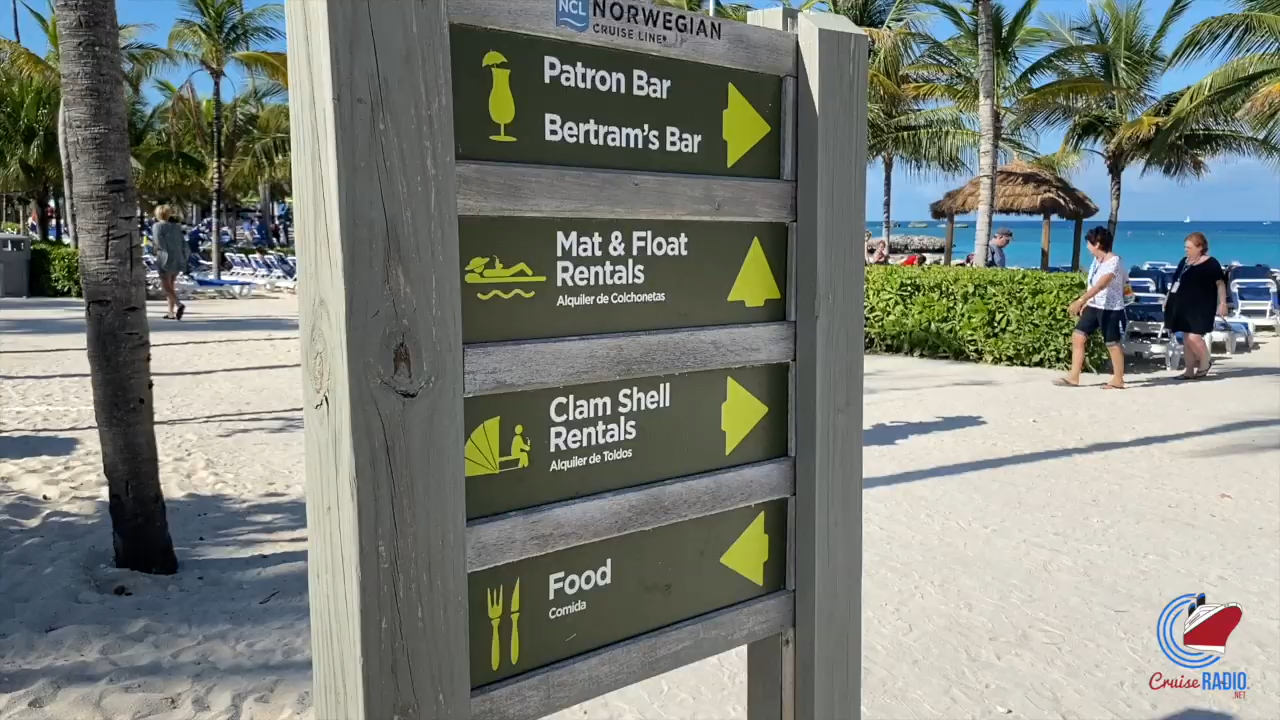 NCL NORWEGIAN
CRUISE LINE®
Patron Bar
Bertram's Bar
Mat & Float
Rentals
Alquiler de Colchonetas
Clam Shell
Rentals
Alquiler de Toldos
Food
Comida
Cruise RADIO
.NET